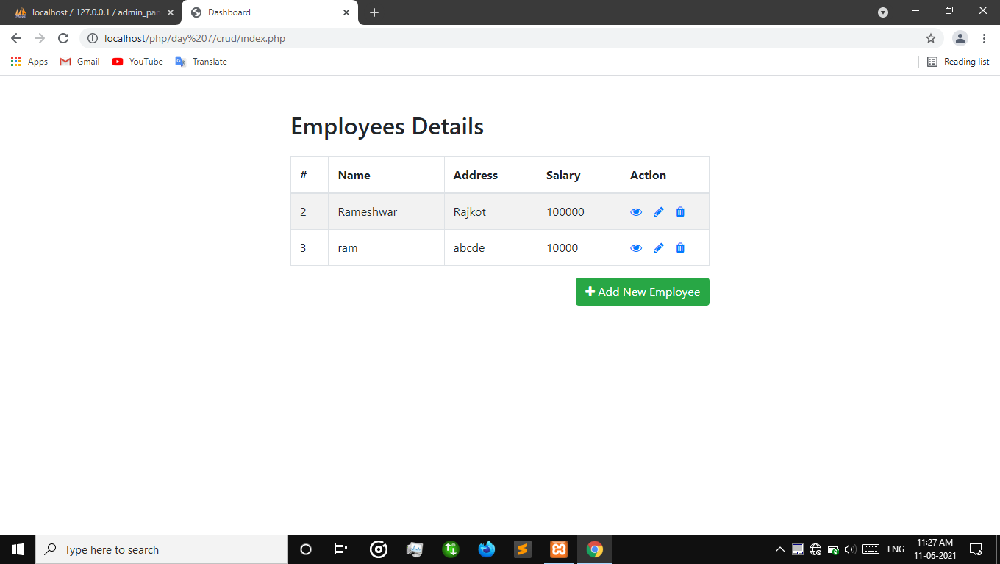 localhost / 127.0.0.1 / admin_pan
Dashboard
localhost/php/day%207/crud/index.php
Apps Gmail YouTube Translate Reading list
Employees Details
# Name Address Salary Action
2 Rameshwar Rajkot 100000
3 ram abcde 10000
Add New Employee
Type here to search
ENG
11:27 AM
11-06-2021